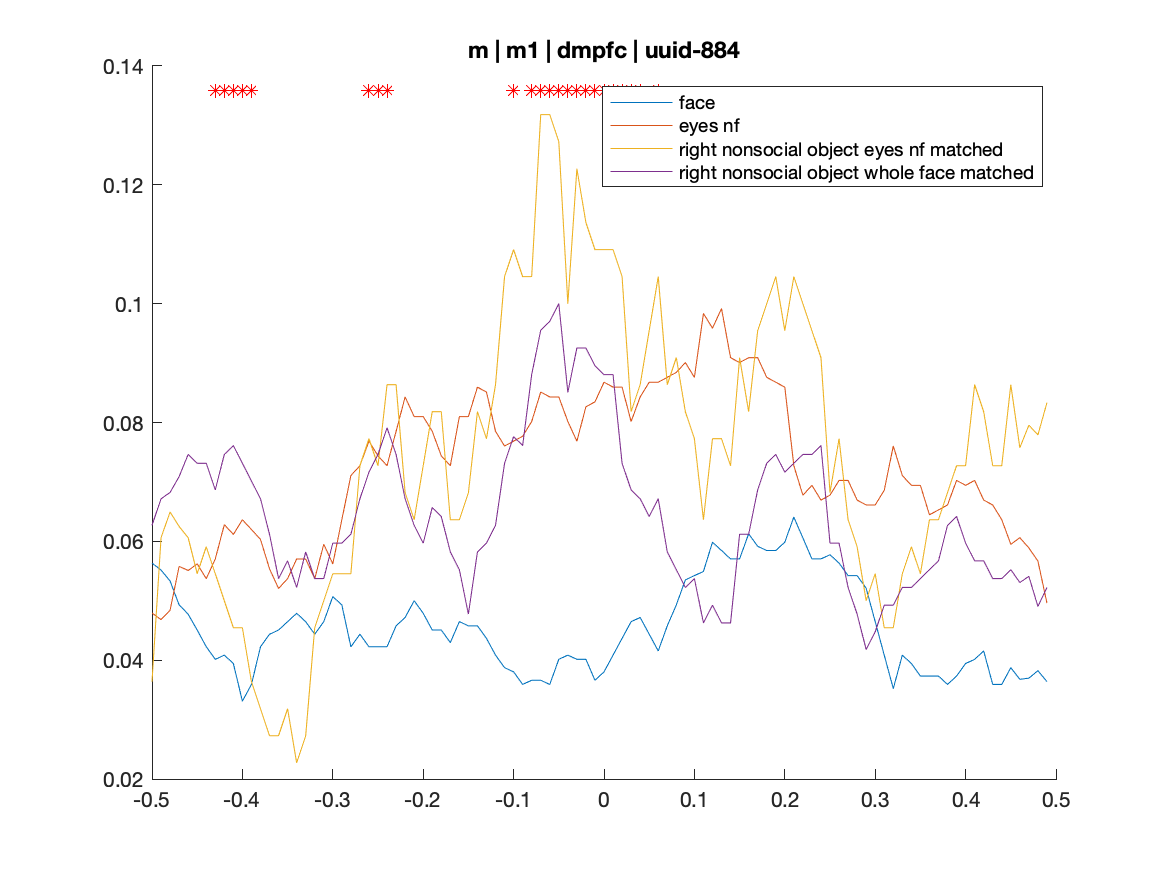 m | m1 | dmpfc | uuid-884
0.14
0.12
0.1
0.08
0.06
0.04
0.02
face
eyes nf
right nonsocial object eyes nf matched
right nonsocial object whole face matched
-0.5 -0.4 -0.3 -0.2 -0.1 0 0.1 0.2 0.3 0.4 0.5